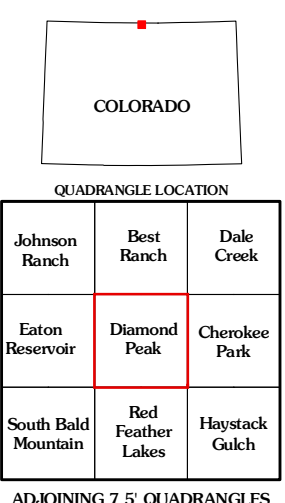 COLORADO
QUADRANGLE LOCATION
Johnson Ranch
Best Ranch
Dale Creek
Eaton Reservoir
Diamond Peak
Cherokee Park
South Bald Mountain
Red Feather Lakes
Haystack Gulch
ADJOINING 7.5' QUADRANGLES